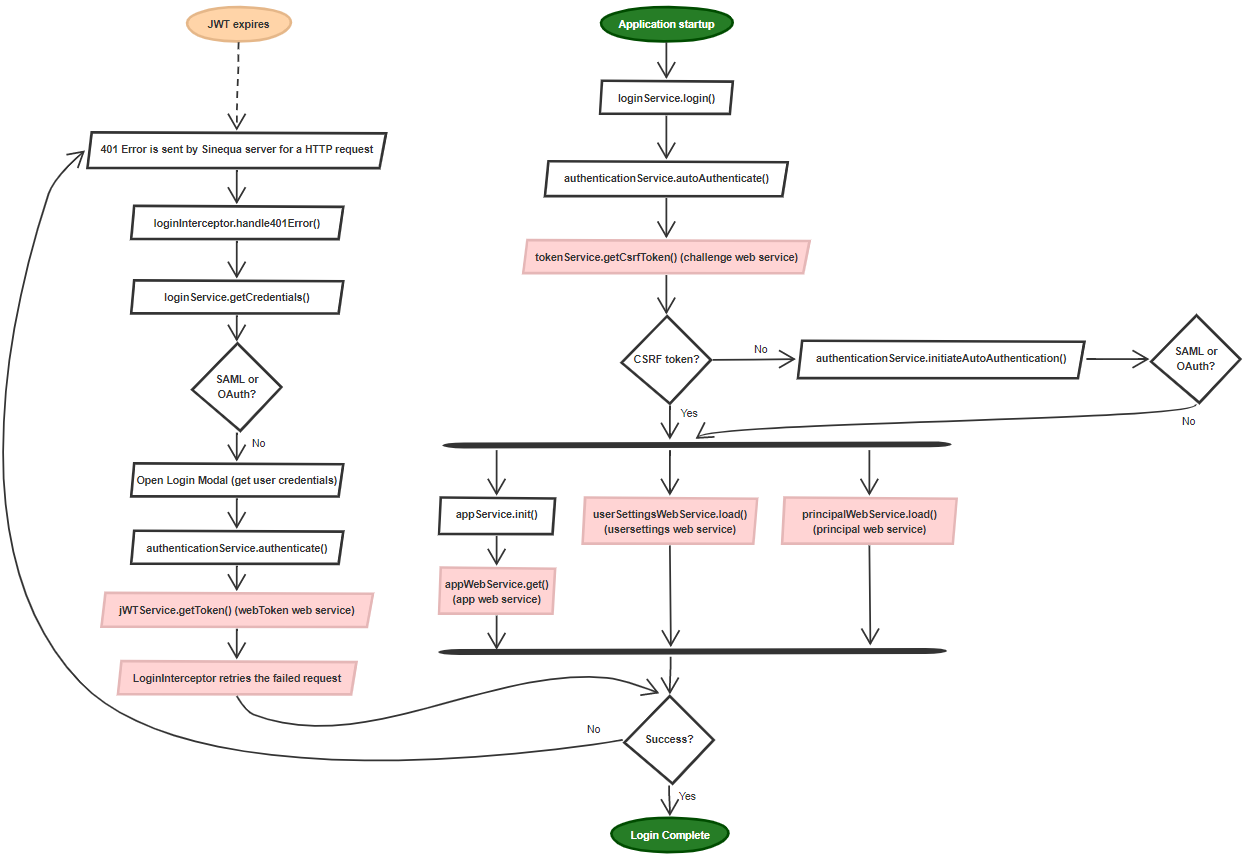 JWT expires
401 Error is sent by Sinequa server for a HTTP request
loginInterceptor.handle401Error()
loginService.getCredentials()
SAML or
OAuth?
No
Open Login Modal (get user credentials)
authenticationService.authenticate()
jWTService.getToken() (webToken web service)
LoginInterceptor retries the failed request
Application startup
loginService.login()
authenticationService.autoAuthenticate()
tokenService.getCsrfToken() (challenge web service)
CSRF token?
No
authenticationService.initiateAutoAuthentication()
SAML or
OAuth?
No
Yes
appService.init()
appWebService.get()
(app web service)
userSettingsWebService.load()
(usersettings web service)
principalWebService.load()
(principal web service)
Success?
No
Yes
Login Complete